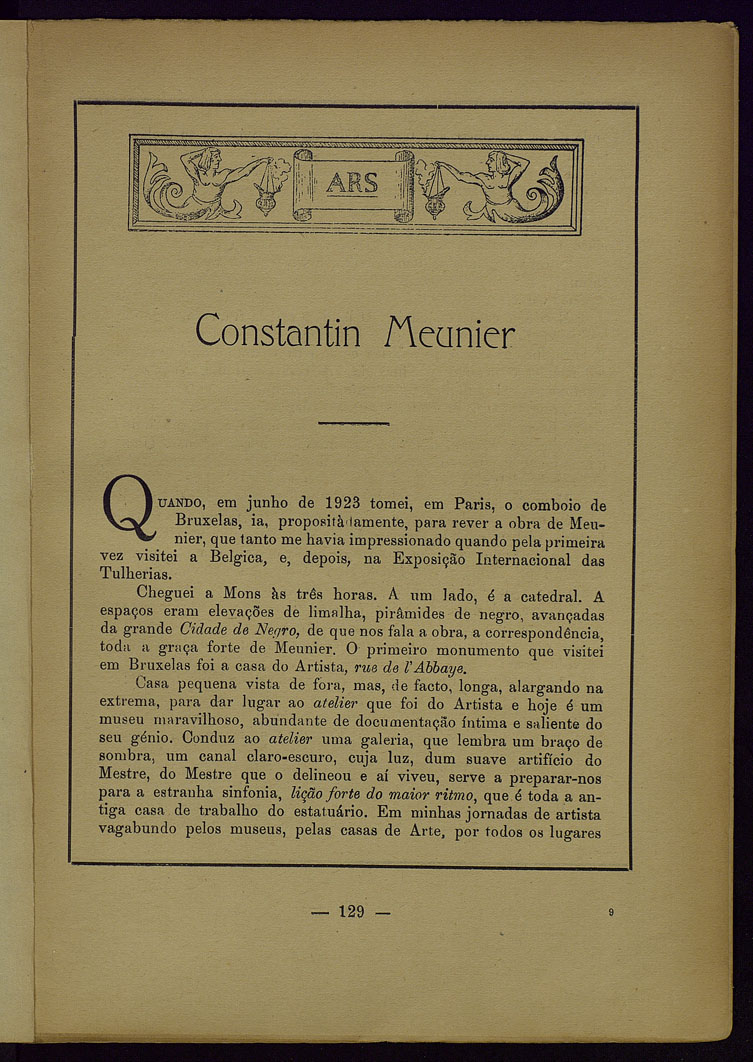 ARS
Constantin Meunier
QUANDO, em junho de 1923 tomei, em Paris, o comboio de
Bruxelas, ia, propositàdamente, para rever a obra de Meu-
nier, que tanto me havia impressionado quando pela primeira
vez visitei a Belgica, e, depois, na Exposição Internacional das
Tulherias.
Cheguei a Mons às três horas. A um lado, é a catedral. A
espaços eram elevações de limalha, pirâmides de negro, avançadas
da grande Cidade de Negro, de que nos fala a obra, a correspondência,
toda a graça forte de Meunier. O primeiro monumento que visitei
em Bruxelas foi a casa do Artista, rue de l'Abbaye.
Casa pequena vista de fora, mas, de facto, longa, alargando na
extrema, para dar lugar ao atelier que foi do Artista e hoje é um
museu maravilhoso, abundante de documentação íntima e saliente do
seu génio. Conduz ao atelier uma galeria, que lembra um braço de
sombra, um canal claro-escuro, cuja luz, dum suave artifício do
Mestre, do Mestre que o delineou e aí viveu, serve a preparar-nos
para a estranha sinfonia, lição forte do maior ritmo, que é toda a an-
tiga casa de trabalho do estatuário. Em minhas jornadas de artista
vagabundo pelos museus, pelas casas de Arte, por todos os lugares
— 129 —
9